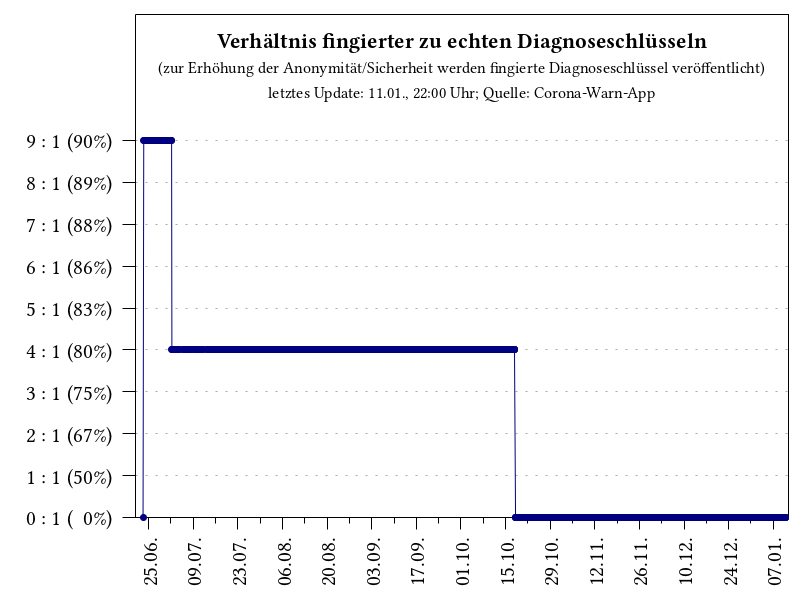 Verhältnis fingierter zu echten Diagnoseschlüsseln
(zur Erhöhung der Anonymität/Sicherheit werden fingierte Diagnoseschlüssel veröffentlicht)
letztes Update: 11.01., 22:00 Uhr; Quelle: Corona-Warn-App
9 : 1 (90%)
8 : 1 (89%)
7 : 1 (88%)
6 : 1 (86%)
5 : 1 (83%)
4 : 1 (80%)
3 : 1 (75%)
2 : 1 (67%)
1 : 1 (50%)
0 : 1 ( 0%)
25.06.
09.07.
23.07.
06.08.
20.08.
03.09.
17.09.
01.10.
15.10.
29.10.
12.11.
26.11.
10.12.
24.12.
07.01.